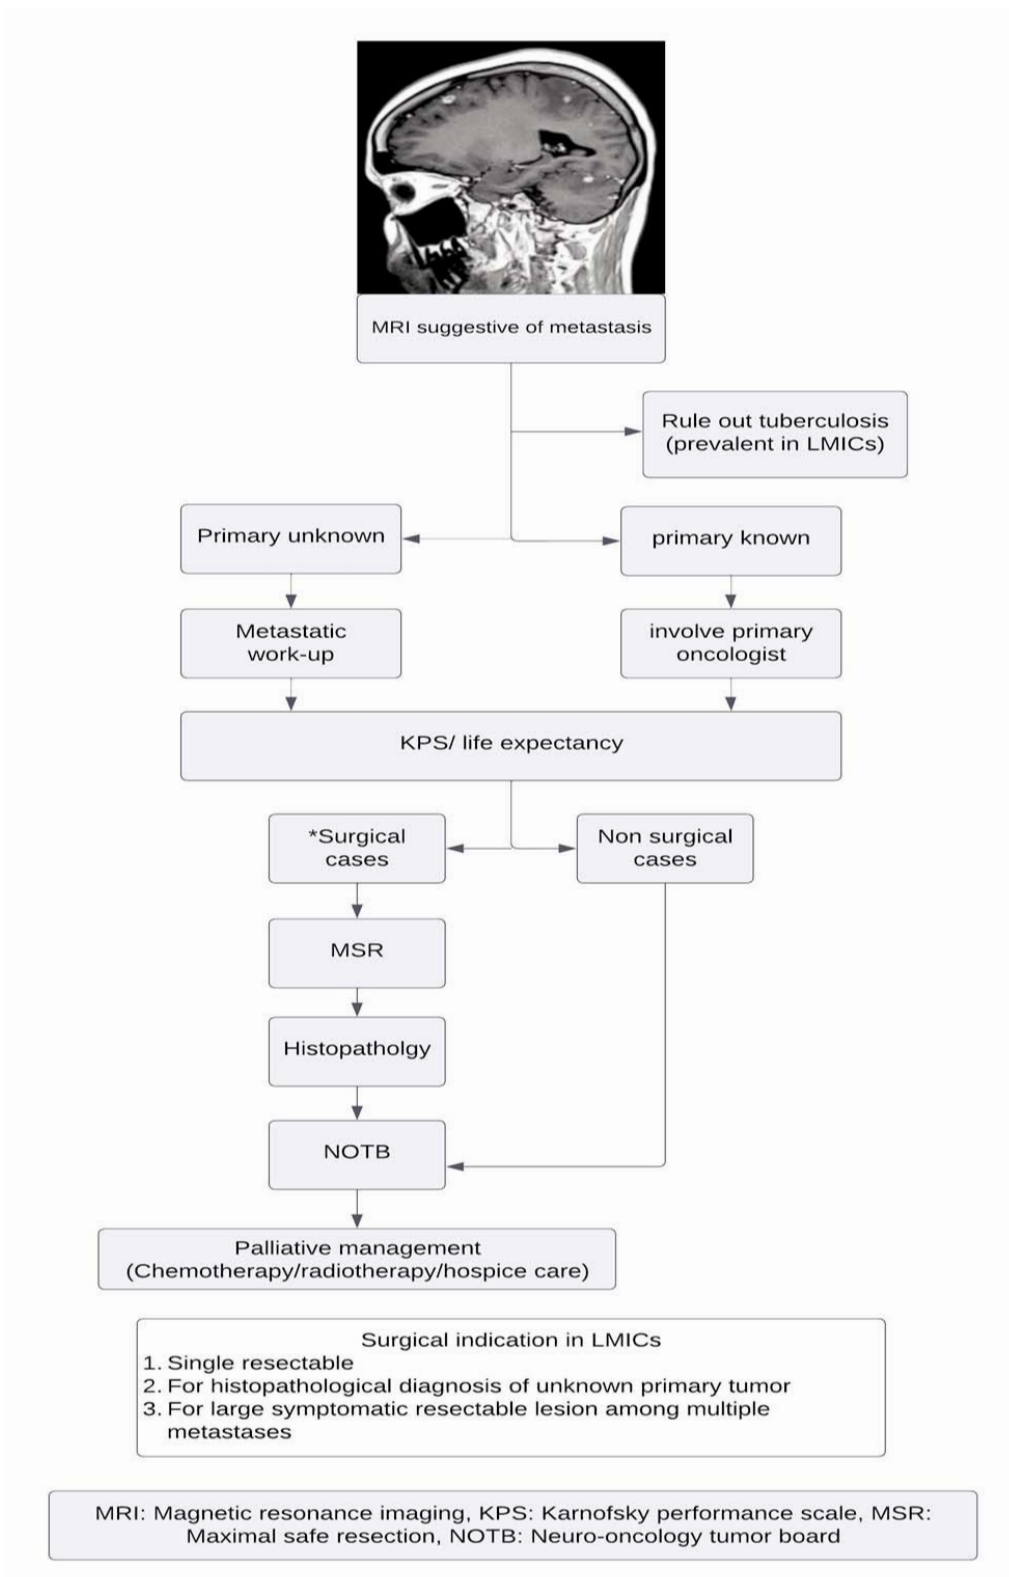 MRI suggestive of metastasis
Rule out tuberculosis
(prevalent in LMICs)
Primary unknown
primary known
Metastatic
work-up
involve primary
oncologist
KPS/ life expectancy
*Surgical
cases
Non surgical
cases
MSR
Histopatholgy
NOTB
Palliative management
(Chemotherapy/radiotherapy/hospice care)
Surgical indication in LMICs
1. Single resectable
2. For histopathological diagnosis of unknown primary tumor
3. For large symptomatic resectable lesion among multiple
metastases
MRI: Magnetic resonance imaging, KPS: Karnofsky performance scale, MSR:
Maximal safe resection, NOTB: Neuro-oncology tumor board